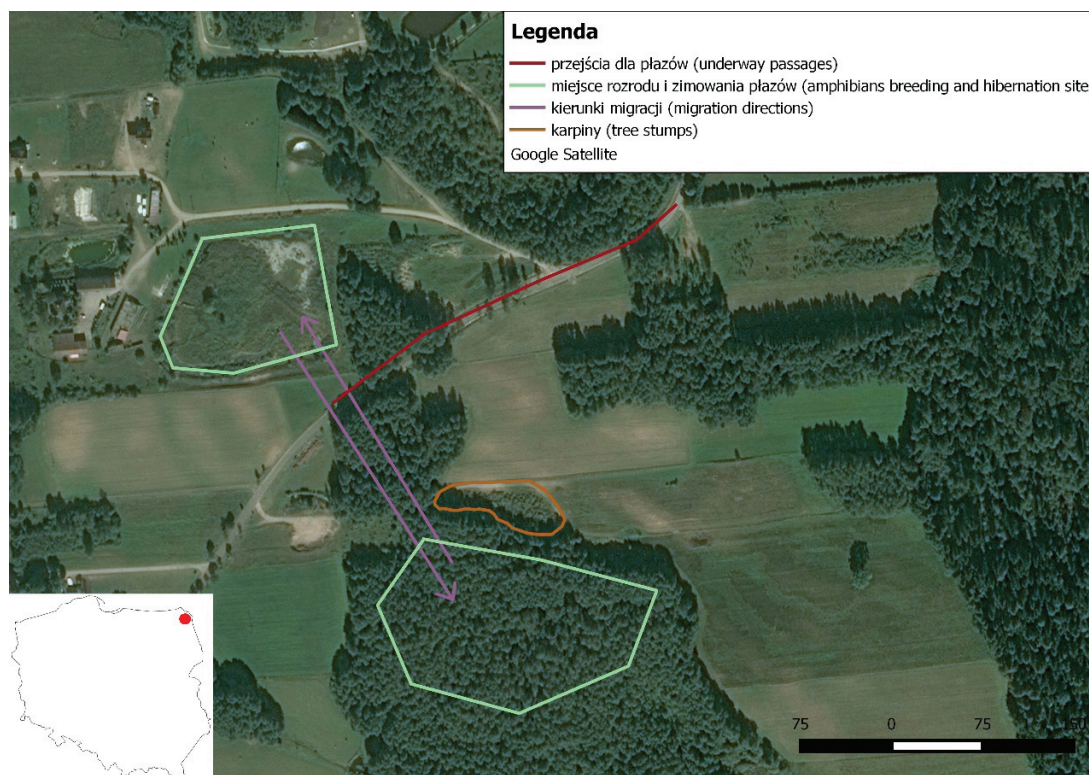 Legenda
przejścia dla płazów (underway passages)
miejsce rozrodu i zimowania płazów (amphibians breeding and hibernation site
kierunki migracji (migration directions)
karpiny (tree stumps)
Google Satellite
75 0 75 150